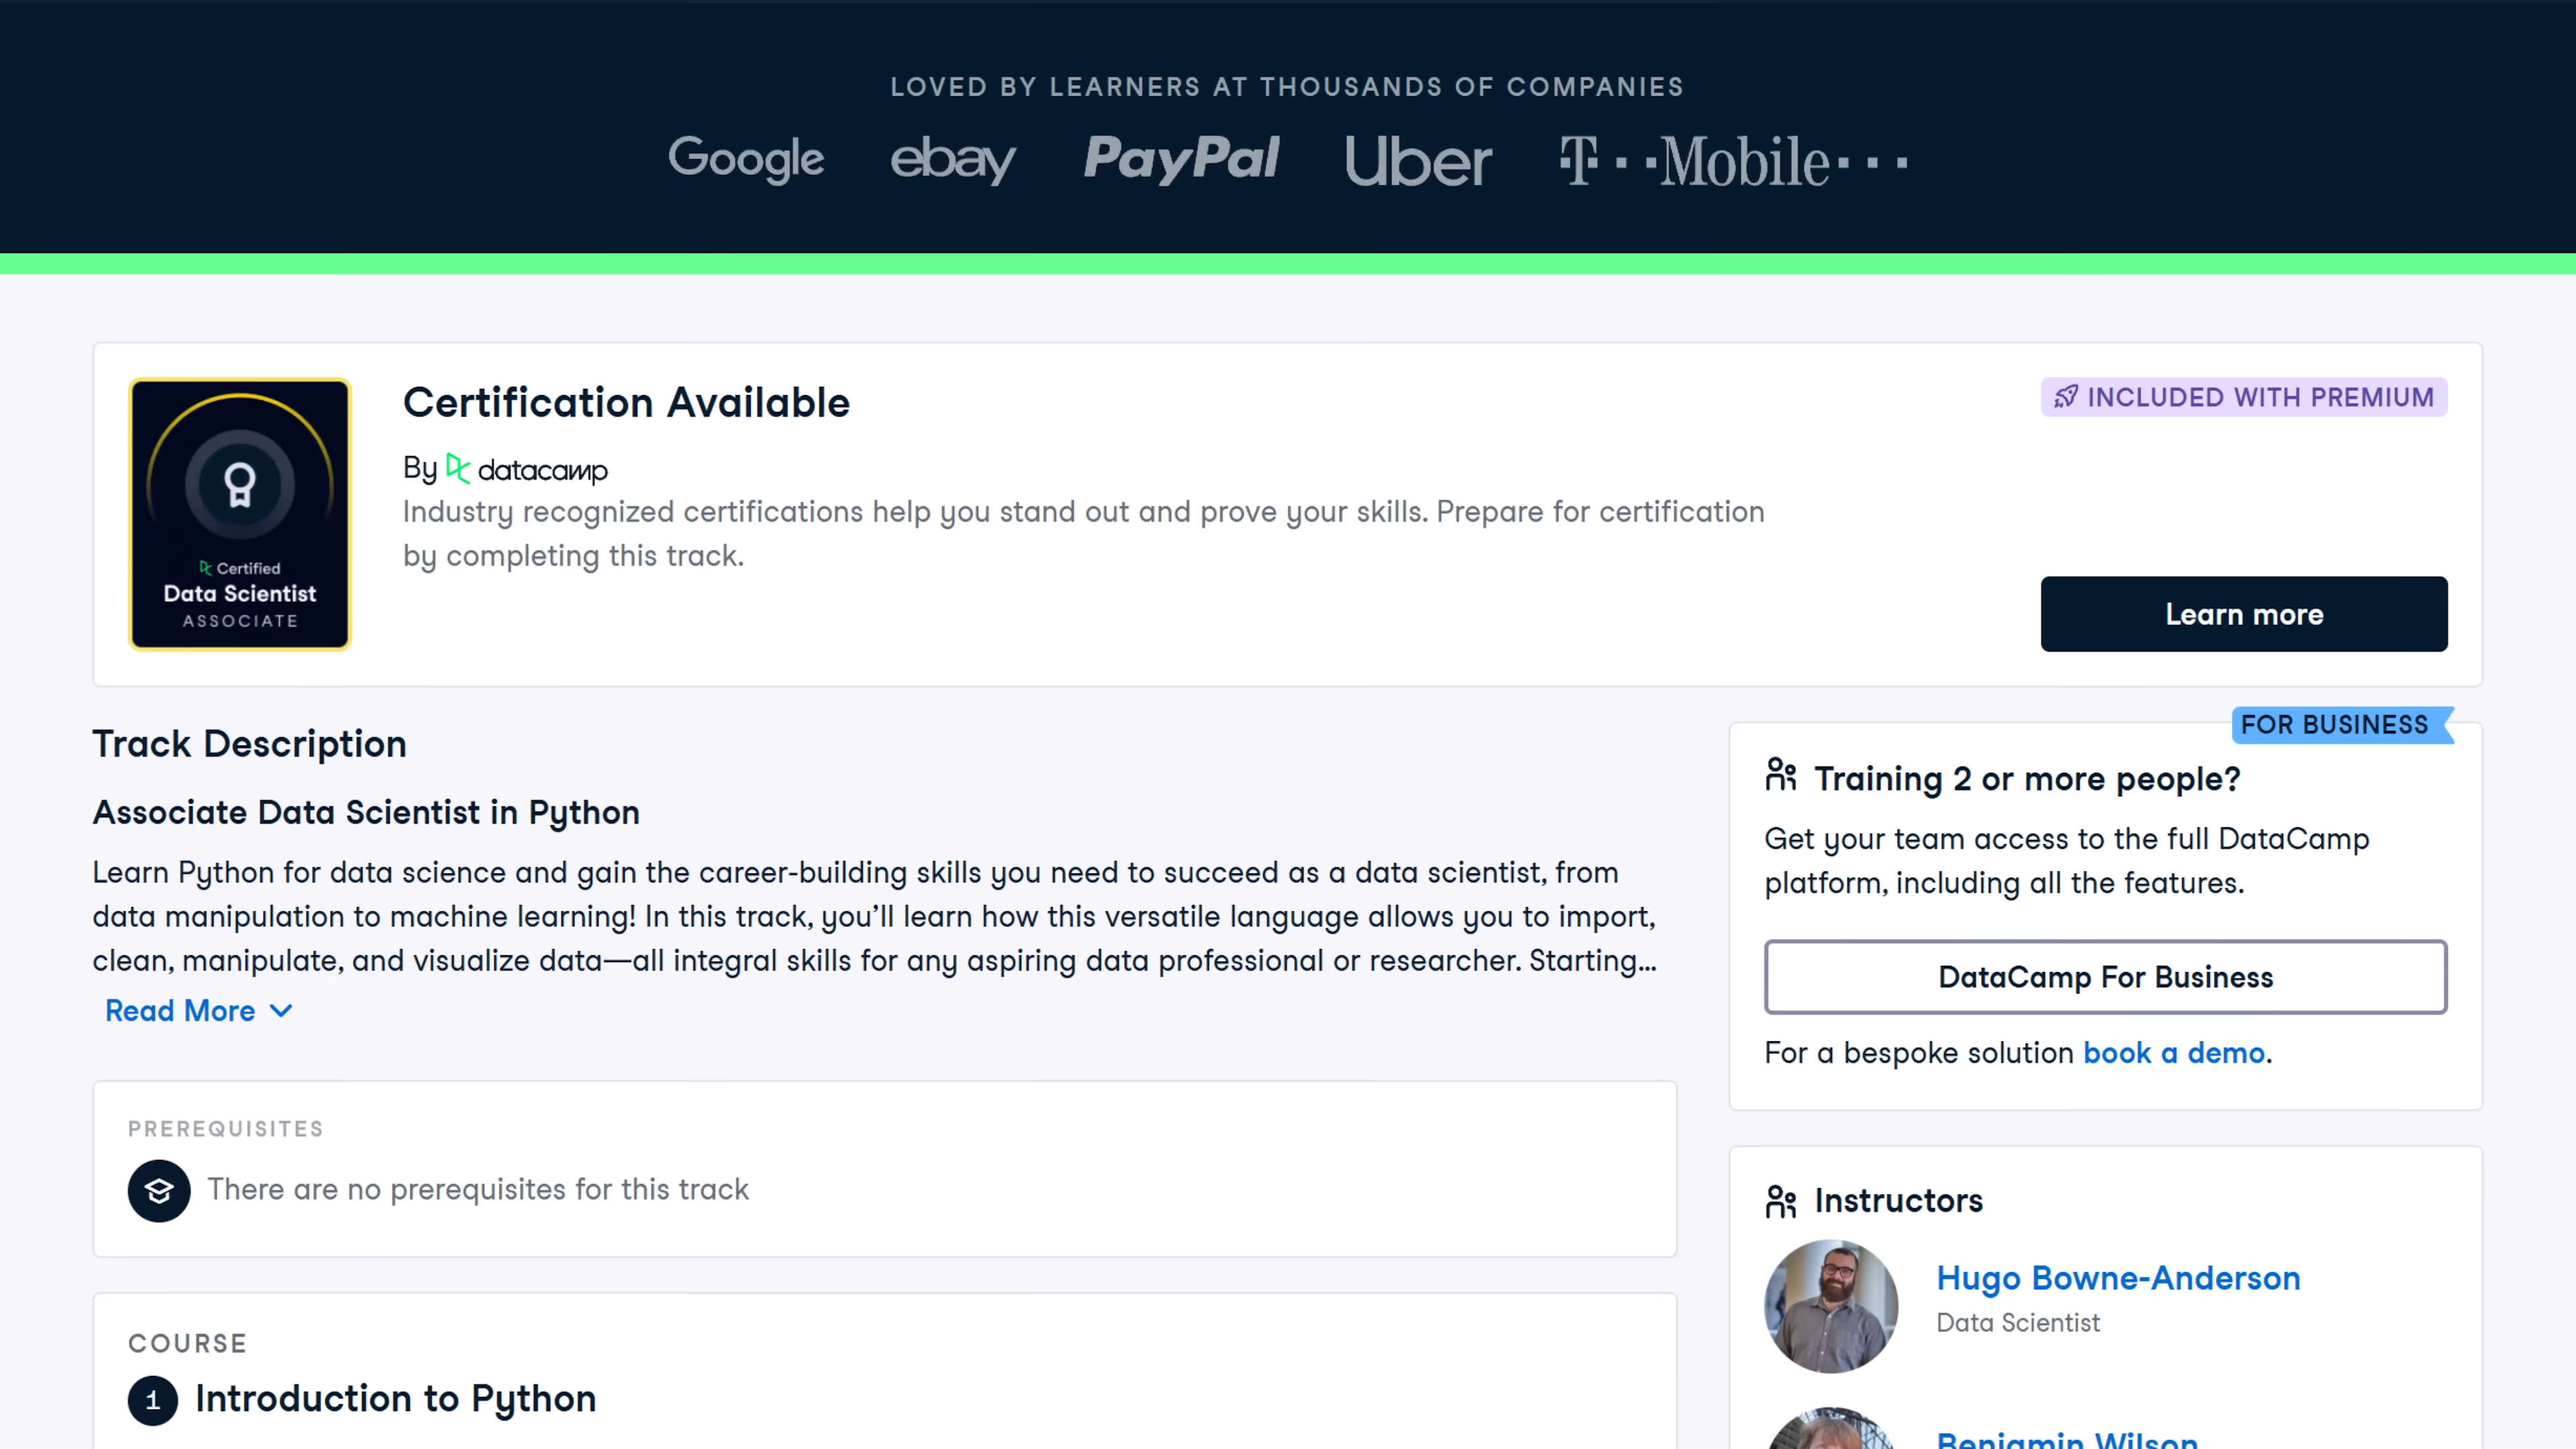 LOVED BY LEARNERS AT THOUSANDS OF COMPANIES
Google ebay PayPal Uber T··Mobile···
Certified
Data Scientist
ASSOCIATE
Certification Available
By datacamp
Industry recognized certifications help you stand out and prove your skills. Prepare for certification
by completing this track.
INCLUDED WITH PREMIUM
Learn more
Track Description
Associate Data Scientist in Python
Learn Python for data science and gain the career-building skills you need to succeed as a data scientist, from
data manipulation to machine learning! In this track, you’ll learn how this versatile language allows you to import,
clean, manipulate, and visualize data—all integral skills for any aspiring data professional or researcher. Starting...
Read More
PREREQUISITES
There are no prerequisites for this track
COURSE
1 Introduction to Python
FOR BUSINESS
Training 2 or more people?
Get your team access to the full DataCamp
platform, including all the features.
DataCamp For Business
For a bespoke solution book a demo.
Instructors
Hugo Bowne-Anderson
Data Scientist
Benjamin Wilson